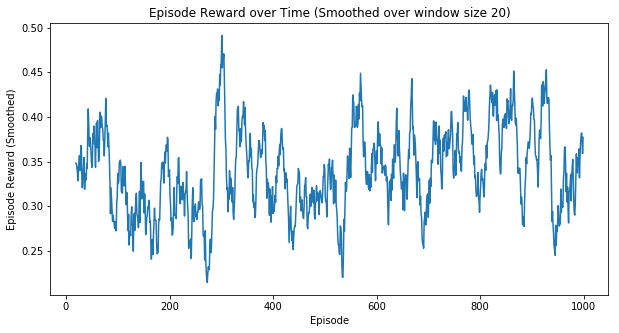 Episode Reward over Time (Smoothed over window size 20)
0.50
0.45
0.40
0.35
0.30
0.25
Episode Reward (Smoothed)
0 200 400 600 800 1000
Episode